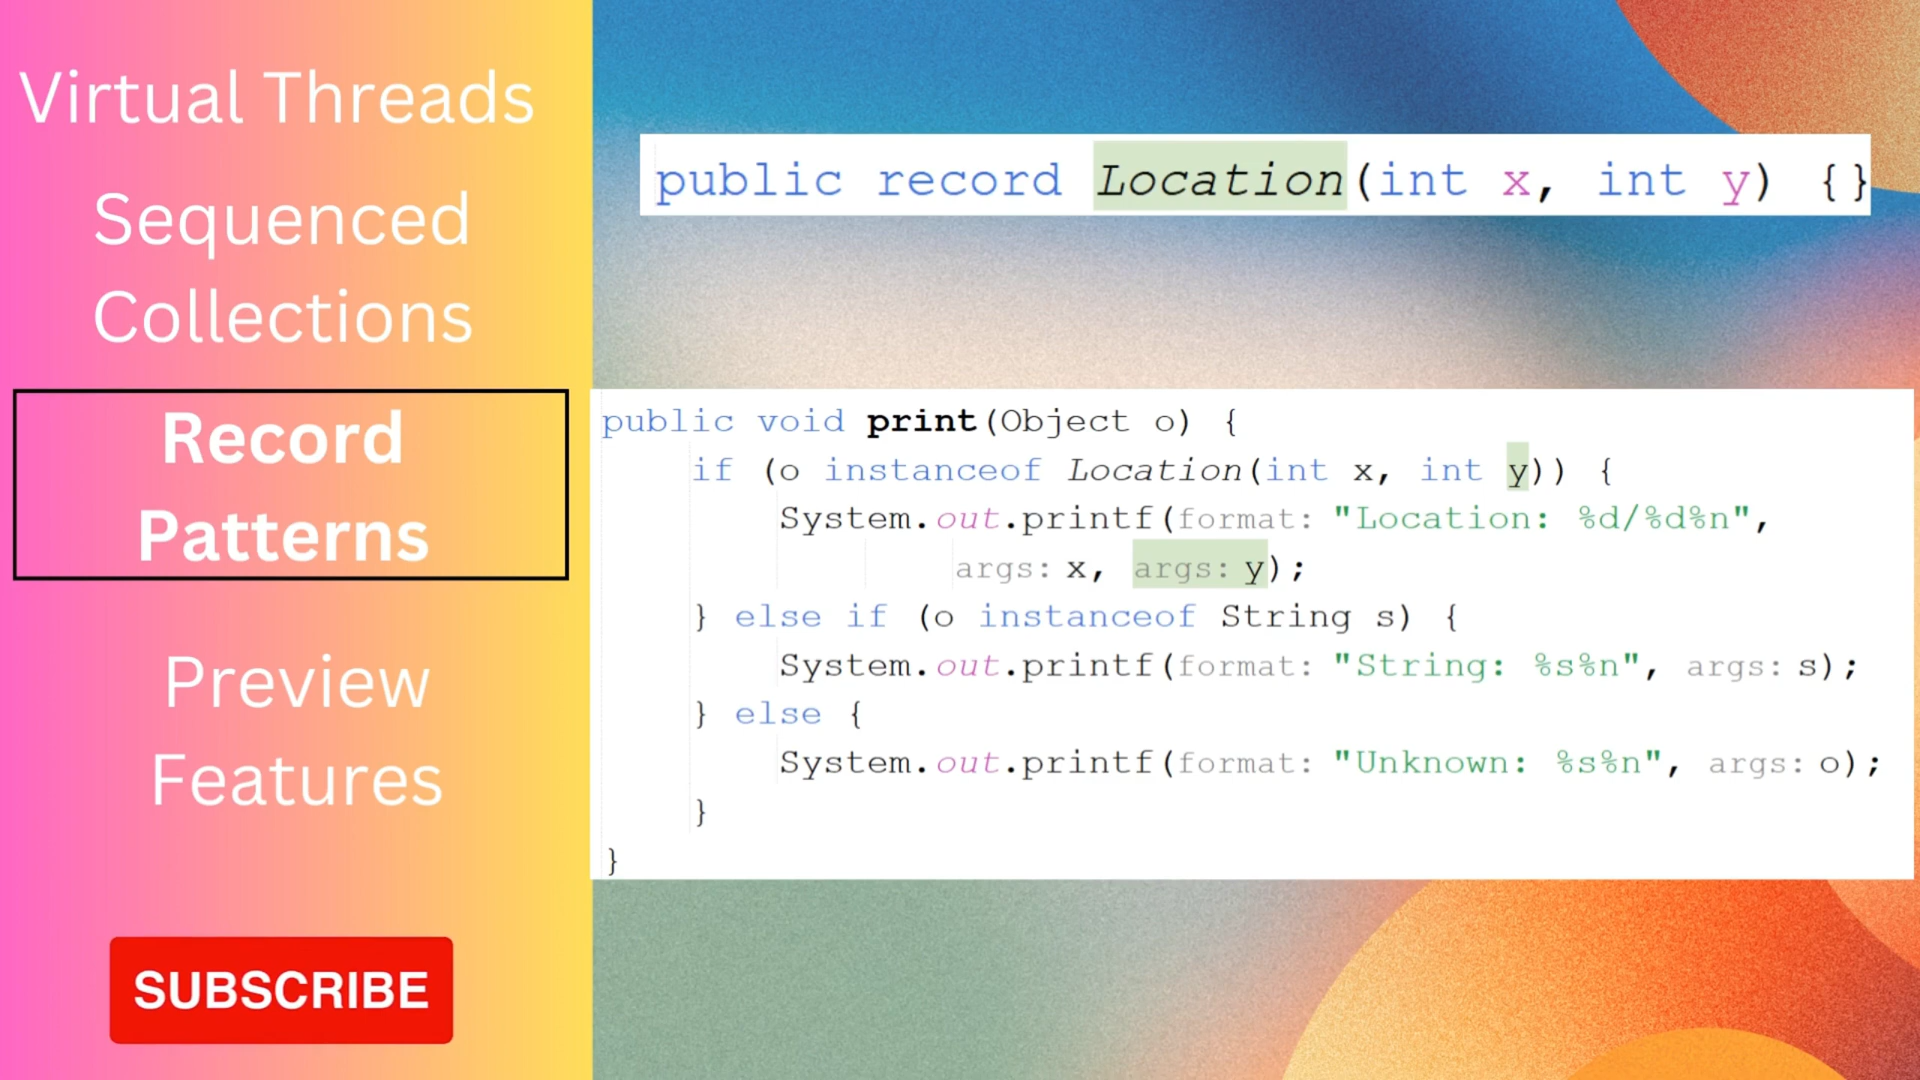 Virtual Threads
Sequenced
Collections
Record
Patterns
Preview
Features
SUBSCRIBE
public record Location(int x, int y) {}
public void print(Object o) {
if (o instanceof Location(int x, int y)) {
System.out.printf(format: "Location: %d/%d%n",
args: x, args: y);
} else if (o instanceof String s) {
System.out.printf(format: "String: %s%n", args: s);
} else {
System.out.printf(format: "Unknown: %s%n", args: o);
}
}